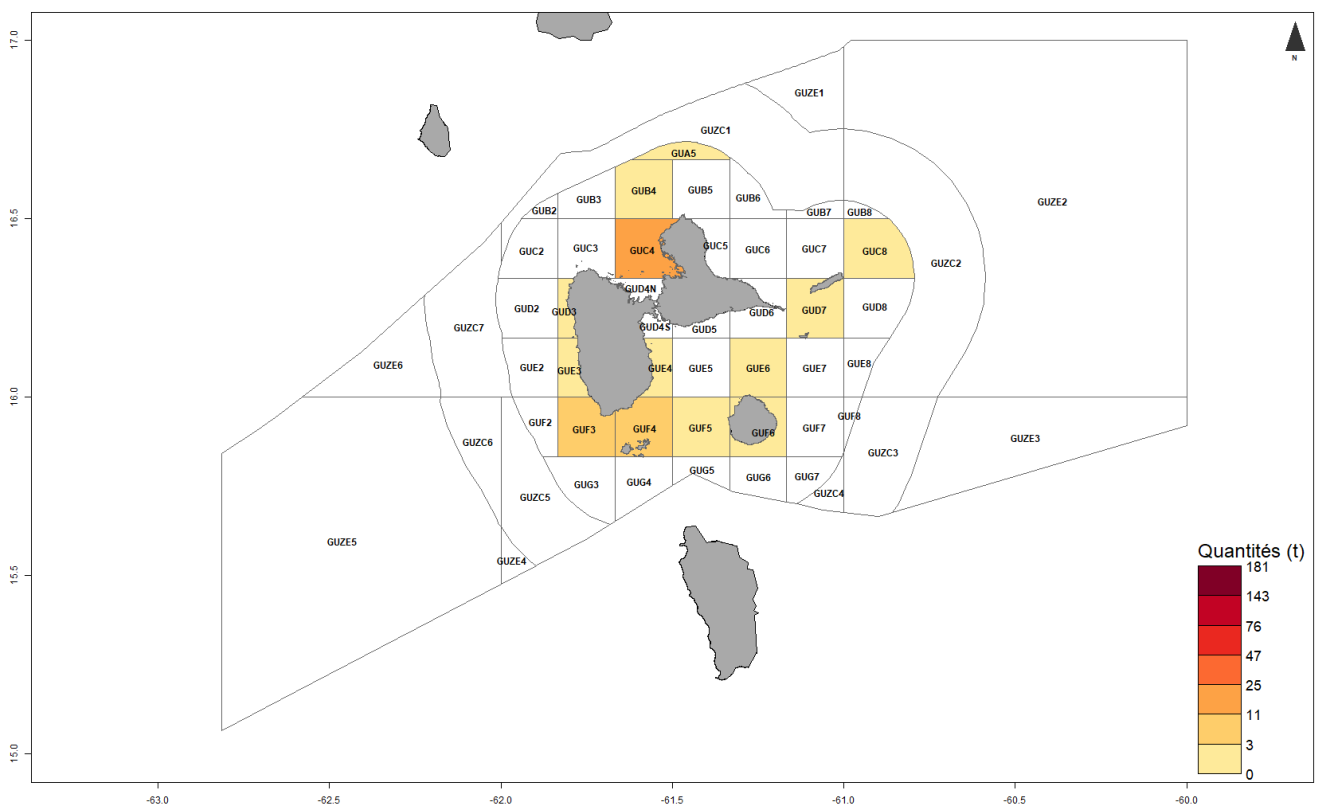 17.0
N
GUZE1
GUZC1
GUA5
GUB4
GUB5
GUB6
GUB3
GUB2
GUB7
GUB8
GUZE2
16.5
GUC2
GUC3
GUC4
GUC5
GUC6
GUC7
GUC8
GUZC2
GUD4N
GUD2
GUD3
GUD4S
GUD5
GUD6
GUD7
GUD8
GUZC7
GUZE6
GUE2
GUE3
GUE4
GUE5
GUE6
GUE7
GUE8
16.0
GUF2
GUF3
GUF4
GUF5
GUF6
GUF7
GUF8
GUZC6
GUZE3
GUZC3
GUG3
GUG4
GUG5
GUG6
GUG7
GUZC5
GUZC4
GUZE5
GUZE4
15.5
15.0
Quantités (t)
181
143
76
47
25
11
3
0
-63.0
-62.5
-62.0
-61.5
-61.0
-60.5
-60.0